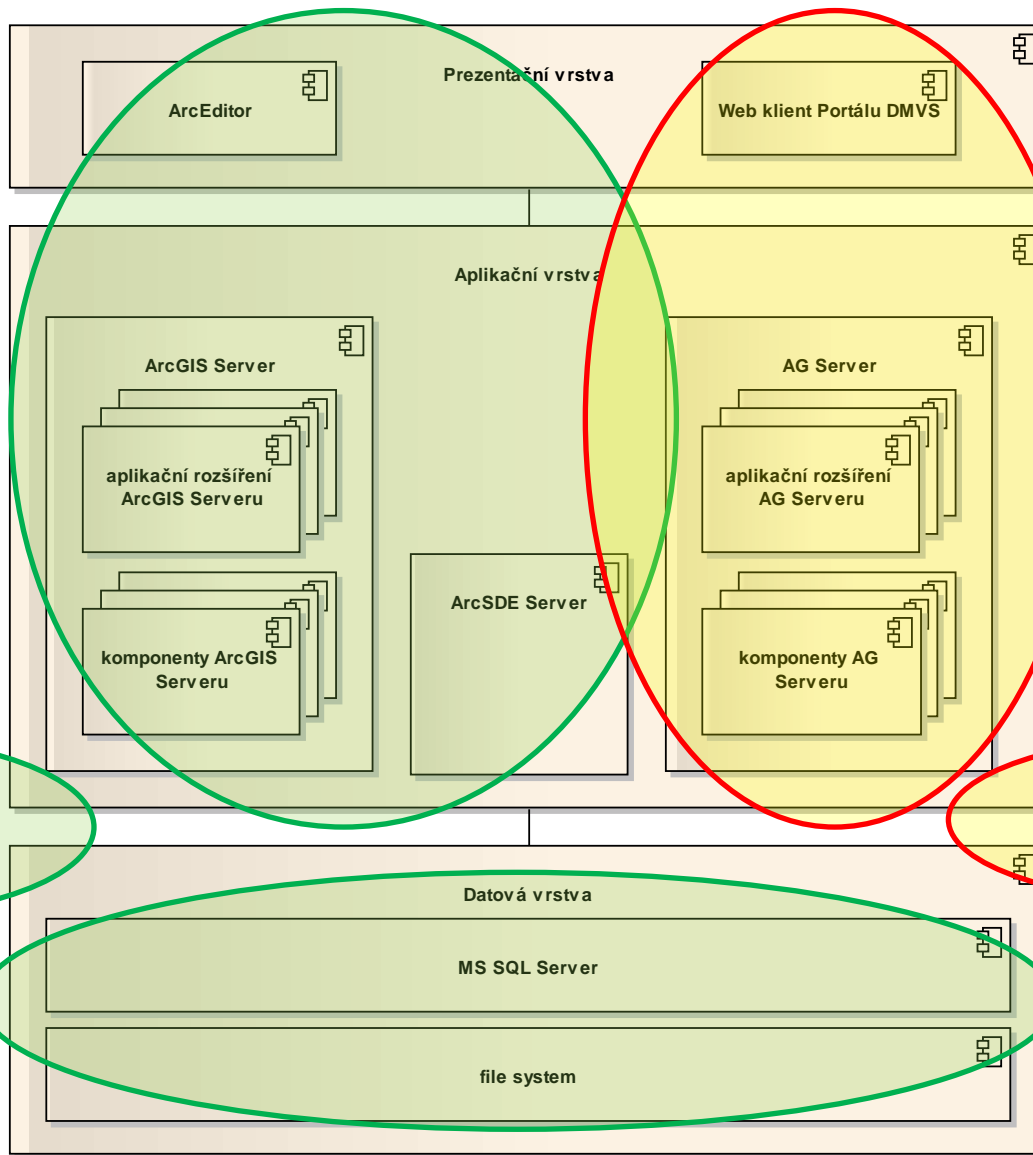 Prezentační vrstva
ArcEditor
Web klient Portálu DMVS
Aplikační vrstva
ArcGIS Server
AG Server
aplikační rozšíření
ArcGIS Serveru
aplikační rozšíření
AG Serveru
ArcSDE Server
komponenty ArcGIS
Serveru
komponenty AG
Serveru
Datová vrstva
MS SQL Server
file system